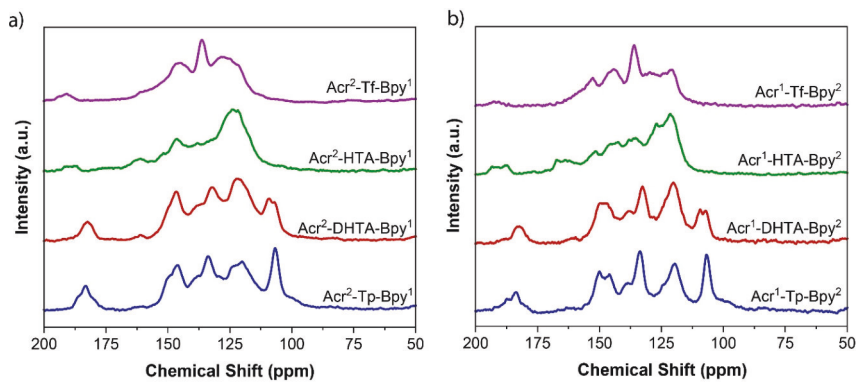 a)
Intensity (a.u.)
Acr²-Tf-Bpy¹
Acr²-HTA-Bpy¹
Acr²-DHTA-Bpy¹
Acr²-Tp-Bpy¹
200 175 150 125 100 75 50
Chemical Shift (ppm)
b)
Intensity (a.u.)
Acr¹-Tf-Bpy²
Acr¹-HTA-Bpy²
Acr¹-DHTA-Bpy²
Acr¹-Tp-Bpy²
200 175 150 125 100 75 50
Chemical Shift (ppm)